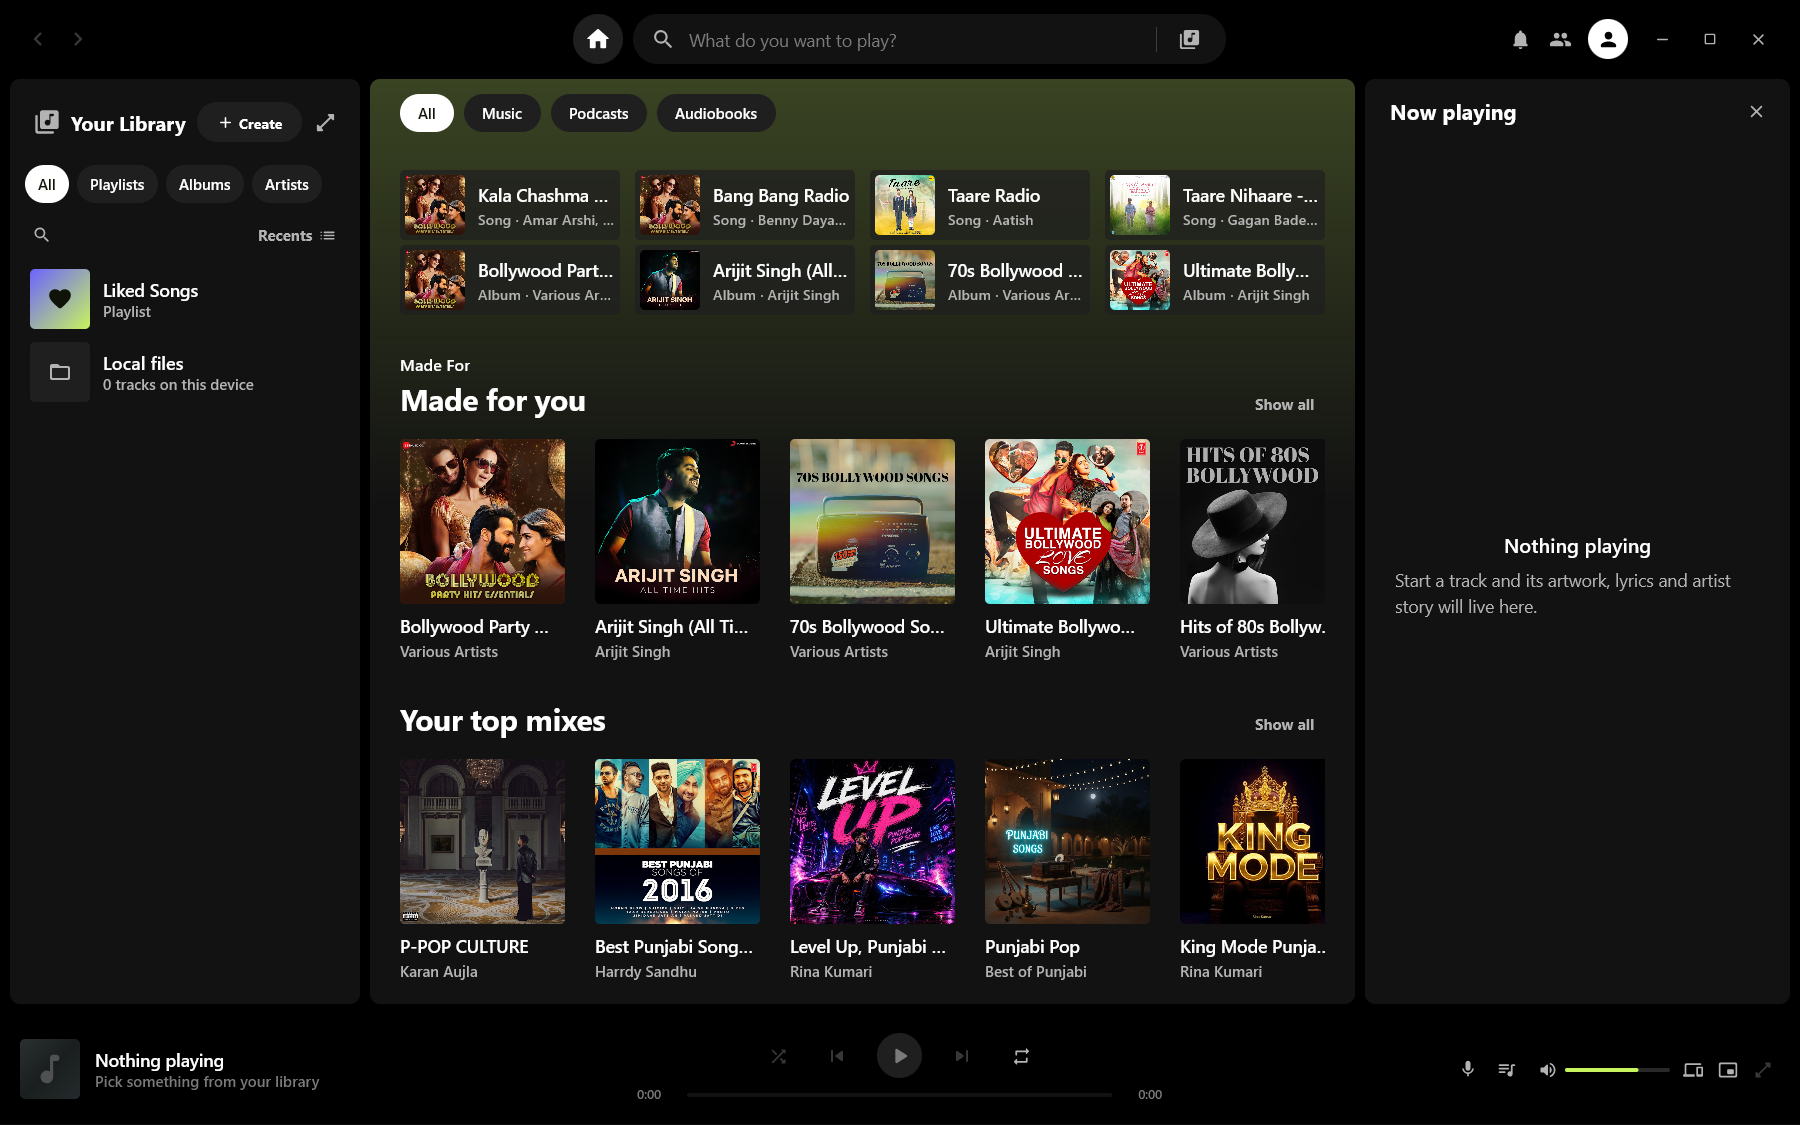 What do you want to play?
Your Library
+ Create
All
Playlists
Albums
Artists
Recents
Liked Songs
Playlist
Local files
0 tracks on this device
All
Music
Podcasts
Audiobooks
Kala Chashma ...
Song · Amar Arshi, ...
Bang Bang Radio
Song · Benny Daya...
Taare Radio
Song · Aatish
Taare Nihaare -...
Song · Gagan Bade...
Bollywood Part...
Album · Various Ar...
Arijit Singh (All...
Album · Arijit Singh
70s Bollywood ...
Album · Various Ar...
Ultimate Bolly...
Album · Arijit Singh
Made For
Made for you
Show all
BOLLYWOOD
PARTY HITS ESSENTIALS
ARIJIT SINGH
ALL TIME HITS
70S BOLLYWOOD SONGS
ULTIMATE
BOLLYWOOD
LOVE
SONGS
HITS OF 80S
BOLLYWOOD
Bollywood Party ...
Various Artists
Arijit Singh (All Ti...
Arijit Singh
70s Bollywood So...
Various Artists
Ultimate Bollywo...
Arijit Singh
Hits of 80s Bollyw.
Various Artists
Your top mixes
Show all
BEST PUNJABI
SONGS OF
2016
LEVEL
UP
PUNJABI
POP SONG
PUNJABI
SONGS
KING
MODE
P-POP CULTURE
Karan Aujla
Best Punjabi Song...
Harrdy Sandhu
Level Up, Punjabi ...
Rina Kumari
Punjabi Pop
Best of Punjabi
King Mode Punja..
Rina Kumari
Now playing
Nothing playing
Start a track and its artwork, lyrics and artist
story will live here.
Nothing playing
Pick something from your library
0:00
0:00